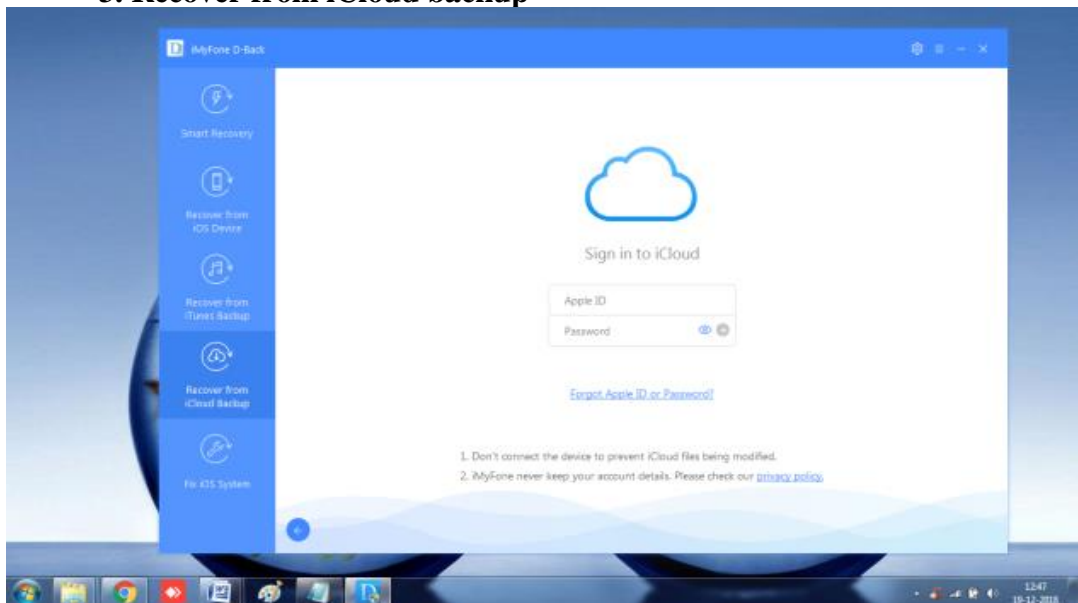 3. Recover from iCloud backup
iMyFone D-Back
Smart Recovery
Recover from
iOS Device
Recover from
iTunes Backup
Recover from
iCloud Backup
Fix iOS System
Sign in to iCloud
Apple ID
Password
Forgot Apple ID or Password?
1. Don't connect the device to prevent iCloud files being modified.
2. iMyFone never keep your account details. Please check our privacy policy.
12:47
19-12-2018